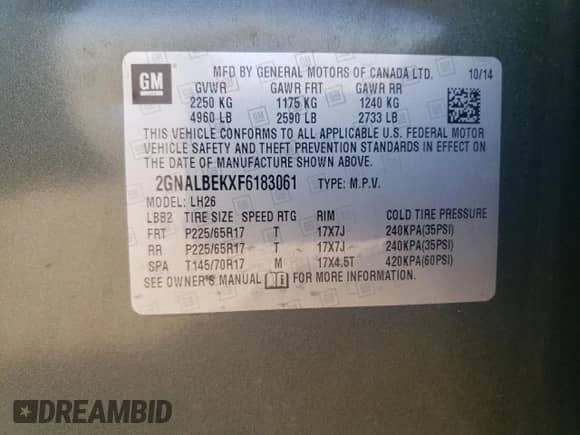 GM
MFD BY GENERAL MOTORS OF CANADA LTD. 10/14
GVWR GAWR FRT GAWR RR
2250 KG 1175 KG 1240 KG
4960 LB 2590 LB 2733 LB
THIS VEHICLE CONFORMS TO ALL APPLICABLE U.S. FEDERAL MOTOR
VEHICLE SAFETY AND THEFT PREVENTION STANDARDS IN EFFECT ON
THE DATE OF MANUFACTURE SHOWN ABOVE.
2GNALBEKXF6183061 TYPE: M.P.V.
MODEL: LH26
LBB2 TIRE SIZE SPEED RTG RIM COLD TIRE PRESSURE
FRT P225/65R17 T 17X7J 240KPA(35PSI)
RR P225/65R17 T 17X7J 240KPA(35PSI)
SPA T145/70R17 M 17X4.5T 420KPA(60PSI)
SEE OWNER'S MANUAL FOR MORE INFORMATION.
DREAMBID